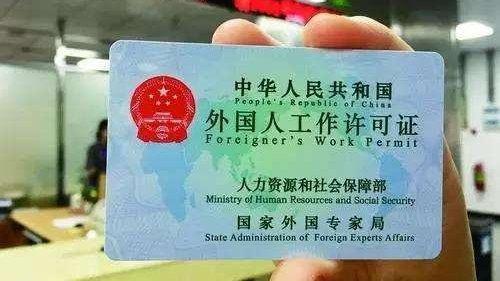 中华人民共和国
People's Republic of China
外国人工作许可证
Foreigner's Work Permit
人力资源和社会保障部
Ministry of Human Resources and Social Security
国家外国专家局
State Administration of Foreign Experts Affairs